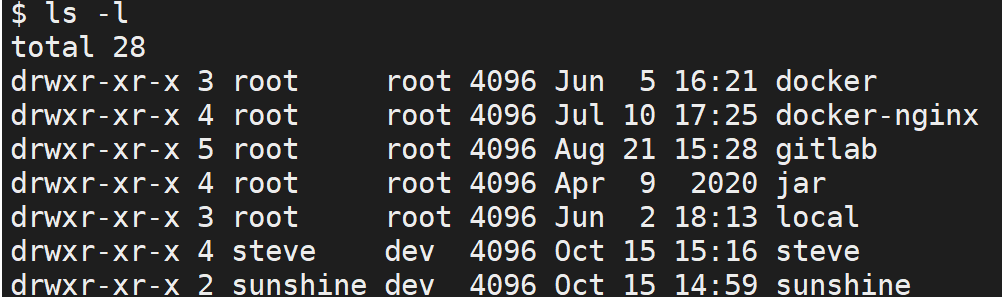 $ ls -l
total 28
drwxr-xr-x 3 root     root 4096 Jun  5 16:21 docker
drwxr-xr-x 4 root     root 4096 Jul 10 17:25 docker-nginx
drwxr-xr-x 5 root     root 4096 Aug 21 15:28 gitlab
drwxr-xr-x 4 root     root 4096 Apr  9  2020 jar
drwxr-xr-x 3 root     root 4096 Jun  2 18:13 local
drwxr-xr-x 4 steve    dev  4096 Oct 15 15:16 steve
drwxr-xr-x 2 sunshine dev  4096 Oct 15 14:59 sunshine